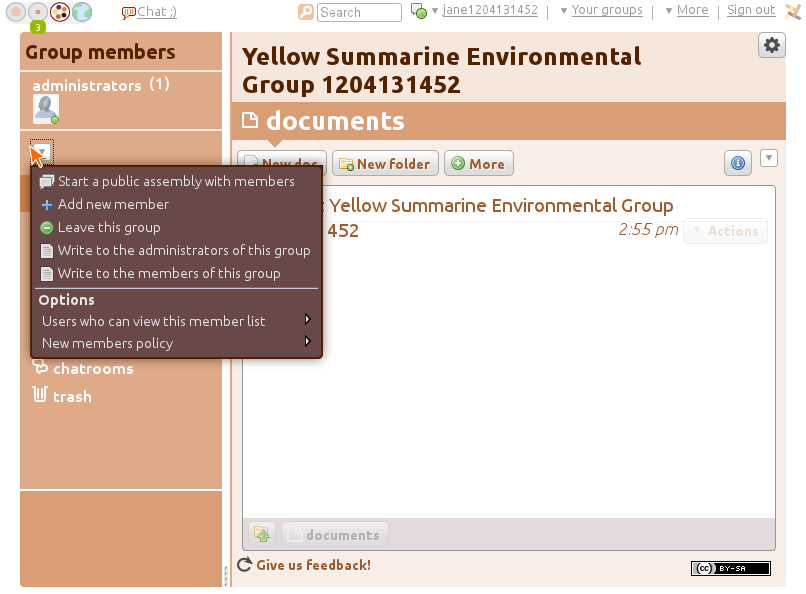 Chat ;)
Search
jane1204131452
Your groups
More
Sign out
3
Group members
administrators (1)
Yellow Summarine Environmental
Group 1204131452
documents
New doc
New folder
More
Start a public assembly with members
Add new member
Leave this group
Write to the administrators of this group
Write to the members of this group
Options
Users who can view this member list
New members policy
: Yellow Summarine Environmental Group
452
2:55 pm
Actions
chatrooms
trash
documents
Give us feedback!
(cc) BY-SA